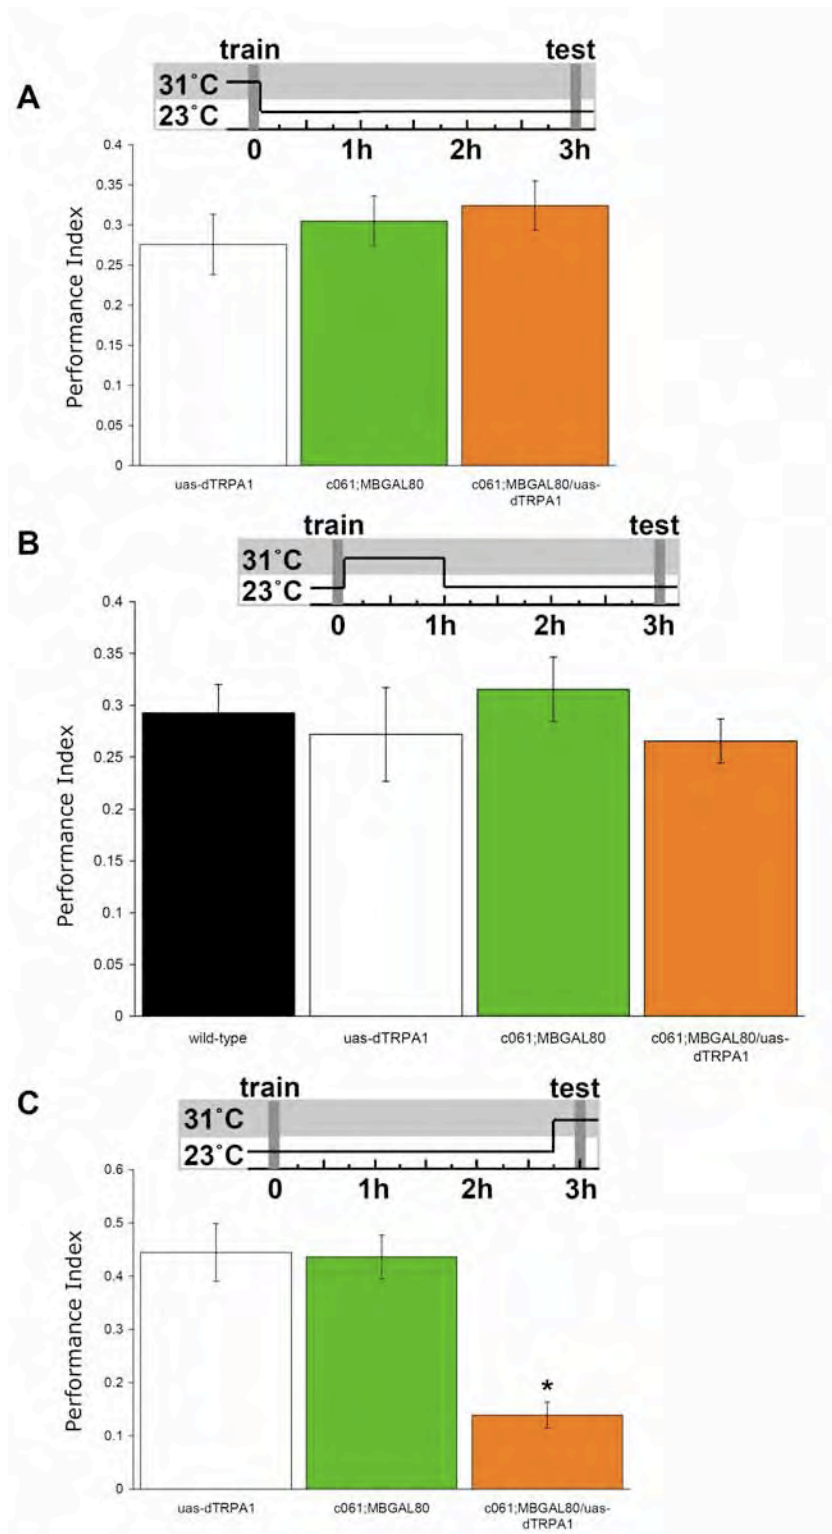 A
train test
31˚C
23˚C
0 1h 2h 3h
Performance Index
0.4
0.35
0.3
0.25
0.2
0.15
0.1
0.05
0
uas-dTRPA1 c061;MBGAL80 c061;MBGAL80/uas-
dTRPA1
B
train test
31˚C
23˚C
0 1h 2h 3h
Performance Index
0.4
0.35
0.3
0.25
0.2
0.15
0.1
0.05
0
wild-type uas-dTRPA1 c061;MBGAL80 c061;MBGAL80/uas-
dTRPA1
C
train test
31˚C
23˚C
0 1h 2h 3h
Performance Index
0.6
0.5
0.4
0.3
0.2
0.1
0
*
uas-dTRPA1 c061;MBGAL80 c061;MBGAL80/uas-
dTRPA1